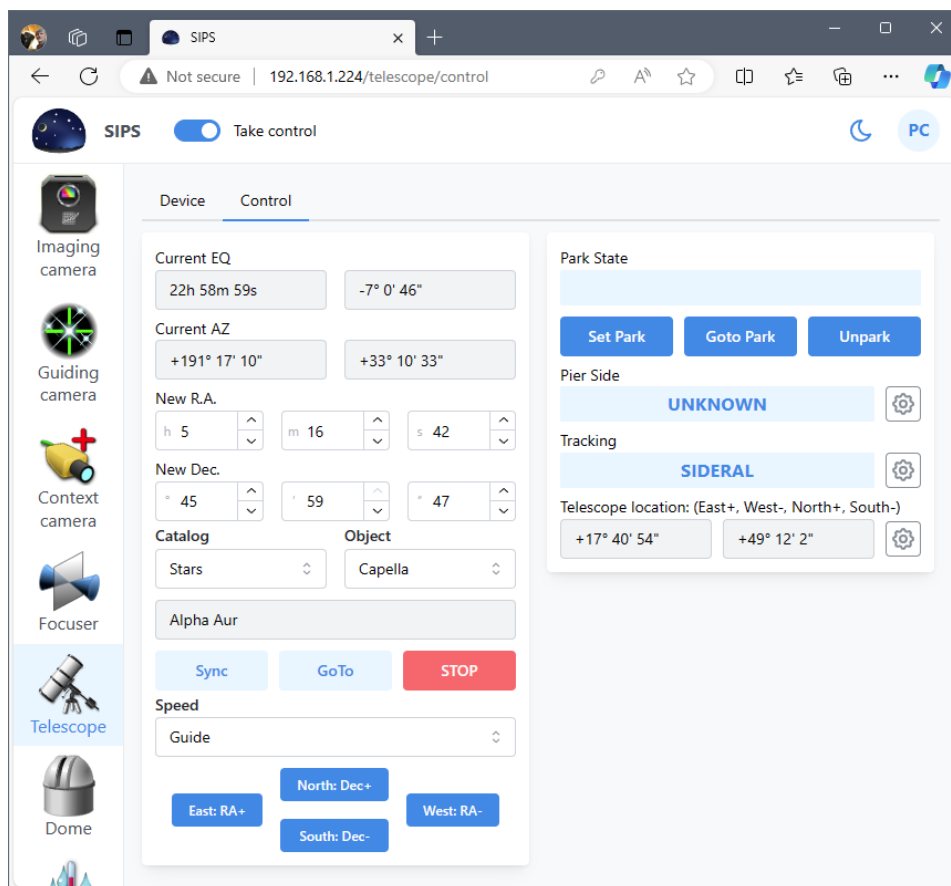 SIPS
Not secure 192.168.1.224/telescope/control
SIPS Take control PC
Imaging camera
Guiding camera
Context camera
Focuser
Telescope
Dome
Device Control
Current EQ
22h 58m 59s -7° 0' 46"
Current AZ
+191° 17' 10" +33° 10' 33"
New R.A.
h 5 m 16 s 42
New Dec.
° 45 ' 59 " 47
Catalog Object
Stars Capella
Alpha Aur
Sync GoTo STOP
Speed
Guide
North: Dec+
East: RA+ West: RA-
South: Dec-
Park State
Set Park Goto Park Unpark
Pier Side
UNKNOWN
Tracking
SIDERAL
Telescope location: (East+, West-, North+, South-)
+17° 40' 54" +49° 12' 2"